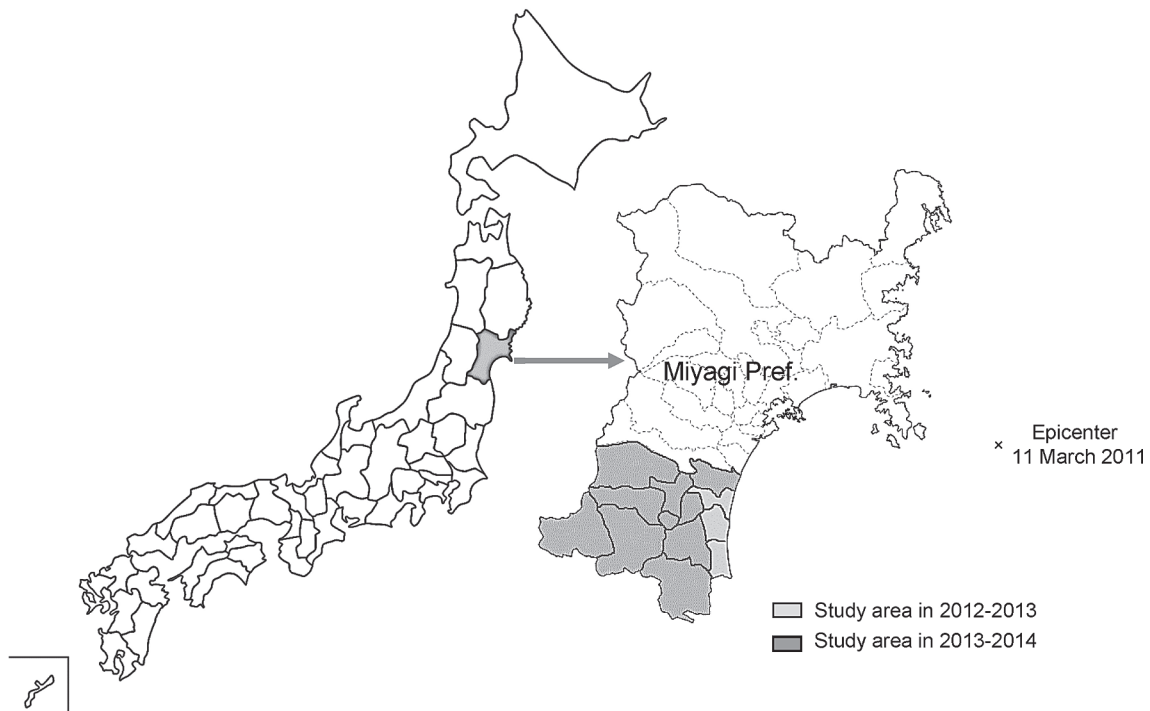 Miyagi Pref.
× Epicenter
11 March 2011
Study area in 2012-2013
Study area in 2013-2014